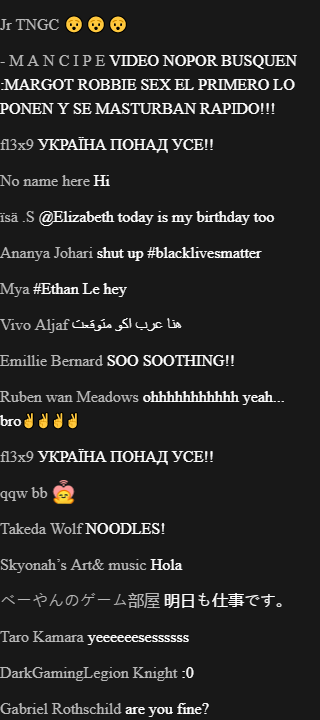 Jr TNGC 😯😯😯
- M A N C I P E VIDEO NOPOR BUSQUEN
:MARGOT ROBBIE SEX EL PRIMERO LO
PONEN Y SE MASTURBAN RAPIDO!!!
fl3x9 УКРАЇНА ПОНАД УСЕ!!
No name here Hi
ïsä .S @Elizabeth today is my birthday too
Ananya Johari shut up #blacklivesmatter
Mya #Ethan Le hey
Vivo Aljaf هنا عرب اكو متوقعت
Emillie Bernard SOO SOOTHING!!
Ruben wan Meadows ohhhhhhhhhhh yeah...
bro✌✌✌✌
fl3x9 УКРАЇНА ПОНАД УСЕ!!
qqw bb
Takeda Wolf NOODLES!
Skyonah’s Art& music Hola
べーやんのゲーム部屋 明日も仕事です。
Taro Kamara yeeeeeesessssss
DarkGamingLegion Knight :0
Gabriel Rothschild are you fine?